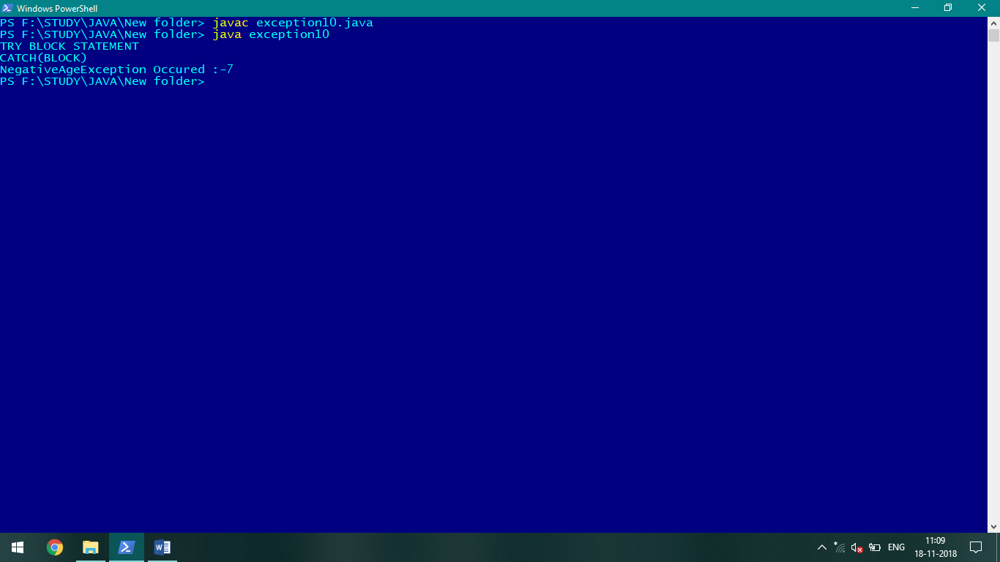 Windows PowerShell
PS F:\STUDY\JAVA\New folder> javac exception10.java
PS F:\STUDY\JAVA\New folder> java exception10
TRY BLOCK STATEMENT
CATCH(BLOCK)
NegativeAgeException Occured :-7
PS F:\STUDY\JAVA\New folder>
ENG
11:09
18-11-2018